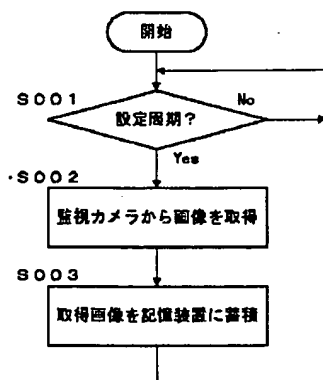 開始
S001
設定周期？
No
Yes
S002
監視カメラから画像を取得
S003
取得画像を記憶装置に蓄積